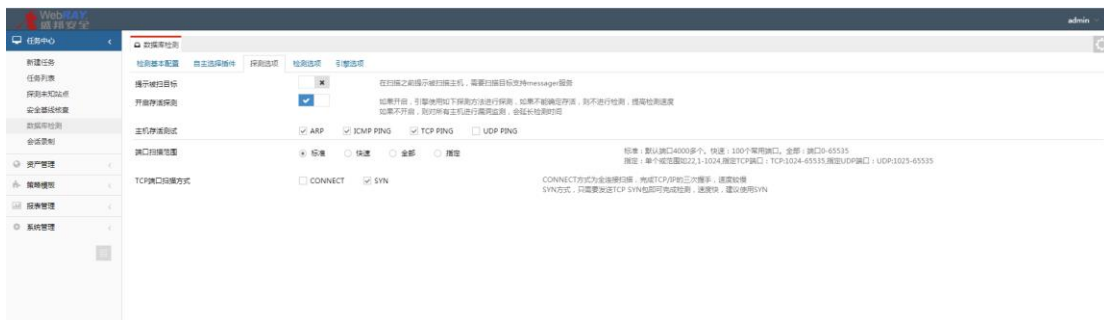 WebRAY
盛邦安全
admin
任务中心
数据库检测
新建任务
任务列表
探测未知站点
安全基线核查
数据库检测
会话录制
资产管理
策略模板
报表管理
系统管理
检测基本配置 自主选择插件 探测选项 检测选项 引擎选项
提示被扫目标 在扫描之前提示被扫描主机，需要扫描目标支持messager服务
开启存活探测 如果开启，引擎使用如下探测方法进行探测，如果不能确定存活，则不进行检测，提高检测速度
如果不开启，则对所有主机进行漏洞监测，会延长检测时间
主机存活测试 ARP ICMP PING TCP PING UDP PING
端口扫描范围 标准 快速 全部 指定 标准：默认端口4000多个。快速：100个常用端口。全部：端口0-65535
指定：单个或范围如22,1-1024,指定TCP端口：TCP:1024-65535,指定UDP端口：UDP:1025-65535
TCP端口扫描方式 CONNECT SYN CONNECT方式为全连接扫描，完成TCP/IP的三次握手，速度较慢
SYN方式，只需要发送TCP SYN包即可完成检测，速度快，建议使用SYN